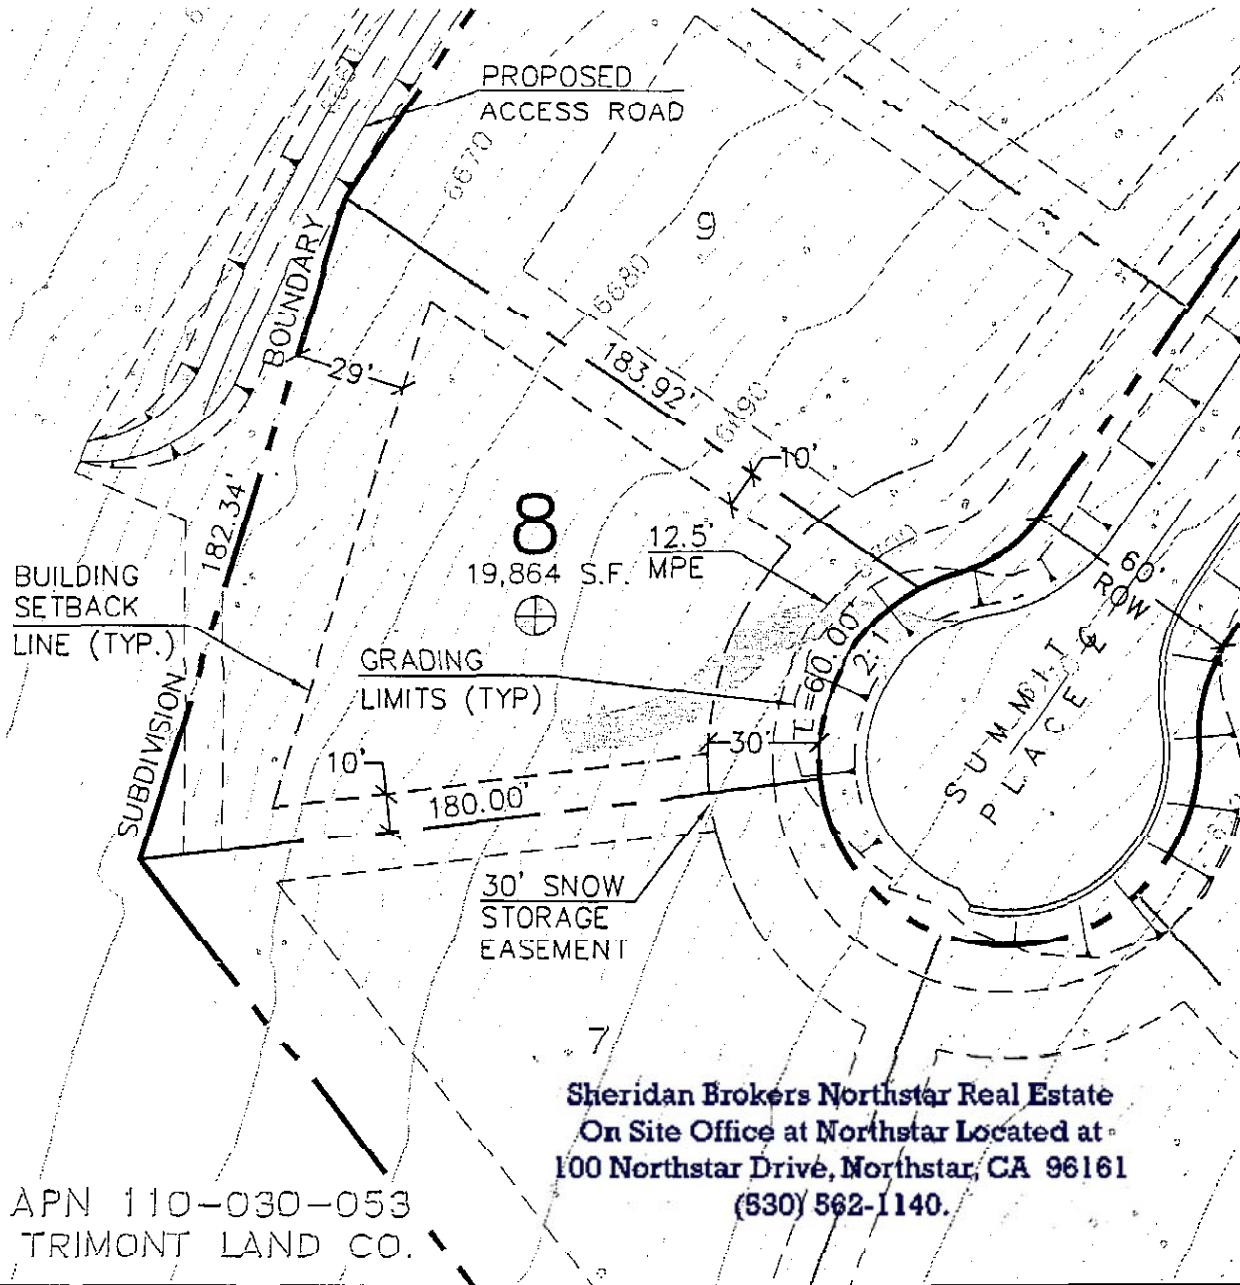 PROPOSED
ACCESS ROAD
6670
9
6680
BOUNDARY
29'
183.92'
6690
10'
8
19,864 S.F.
12.5'
MPE
182.34'
BUILDING
SETBACK
LINE (TYP.)
60'
ROW
L=60.00'
2:1
GRADING
LIMITS (TYP)
SUMMIT
PLACE
SUBDIVISION
30'
10'
180.00'
30' SNOW
STORAGE
EASEMENT
7
Sheridan Brokers Northstar Real Estate
On Site Office at Northstar Located at
100 Northstar Drive, Northstar, CA 96161
(530) 562-1140.
APN 110-030-053
TRIMONT LAND CO.